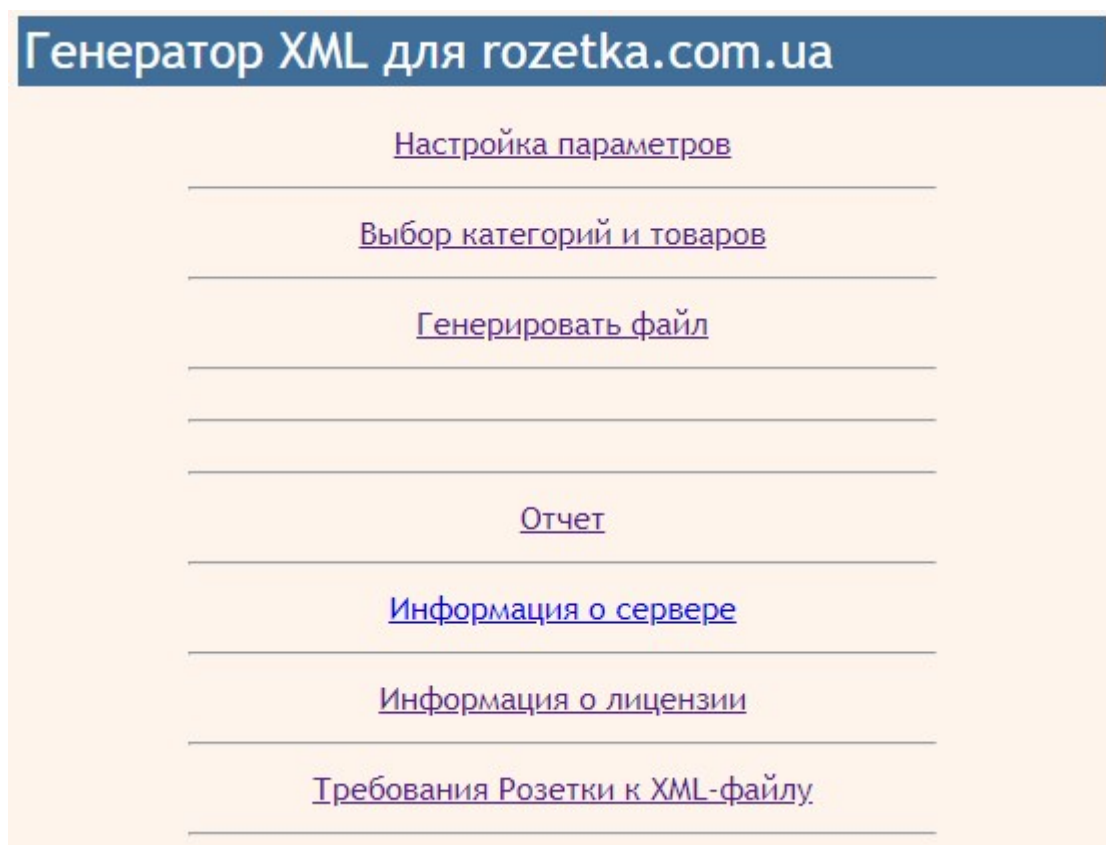 Генератор XML для rozetka.com.ua
Настройка параметров
Выбор категорий и товаров
Генерировать файл
Отчет
Информация о сервере
Информация о лицензии
Требования Розетки к XML-файлу